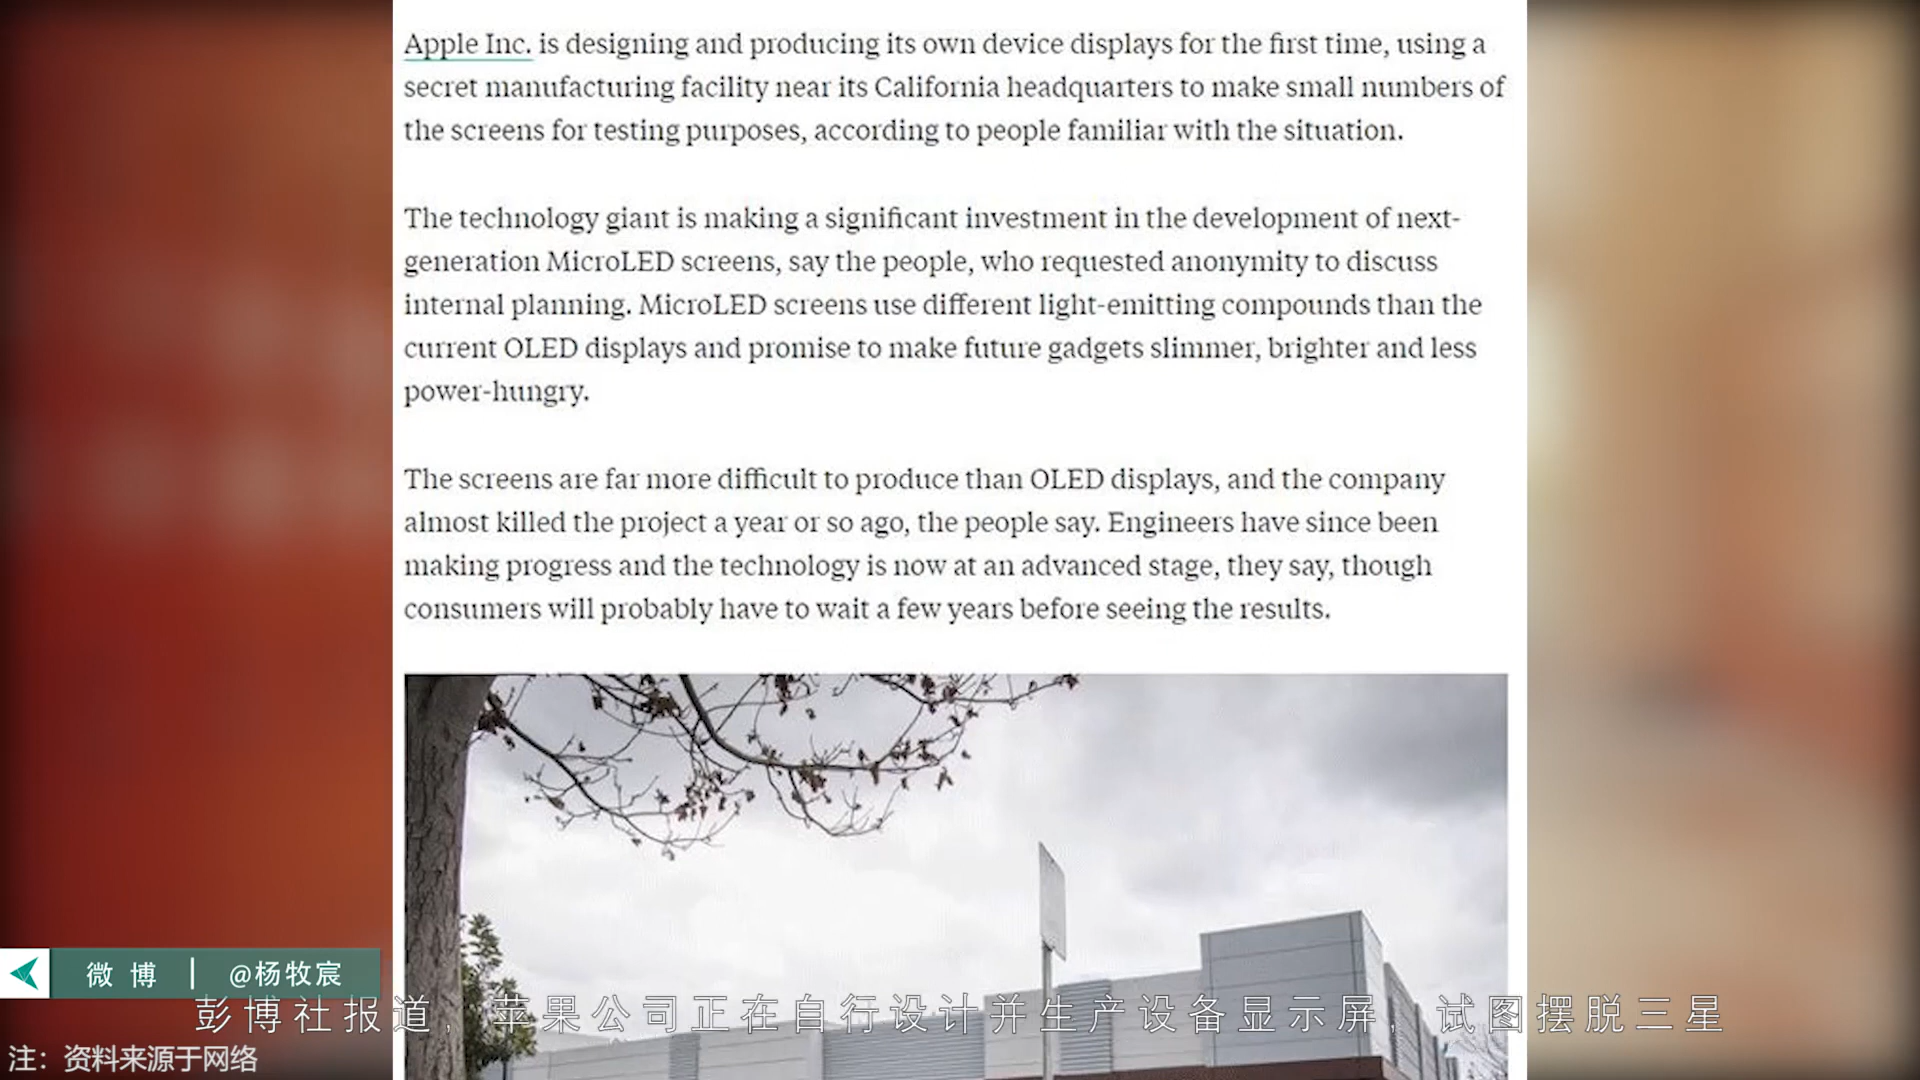 Apple Inc. is designing and producing its own device displays for the first time, using a
secret manufacturing facility near its California headquarters to make small numbers of
the screens for testing purposes, according to people familiar with the situation.
The technology giant is making a significant investment in the development of next-
generation MicroLED screens, say the people, who requested anonymity to discuss
internal planning. MicroLED screens use different light-emitting compounds than the
current OLED displays and promise to make future gadgets slimmer, brighter and less
power-hungry.
The screens are far more difficult to produce than OLED displays, and the company
almost killed the project a year or so ago, the people say. Engineers have since been
making progress and the technology is now at an advanced stage, they say, though
consumers will probably have to wait a few years before seeing the results.
微 博 | @杨牧宸
彭博社报道, 苹果公司正在自行设计并生产设备显示屏, 试图摆脱三星
注：资料来源于网络